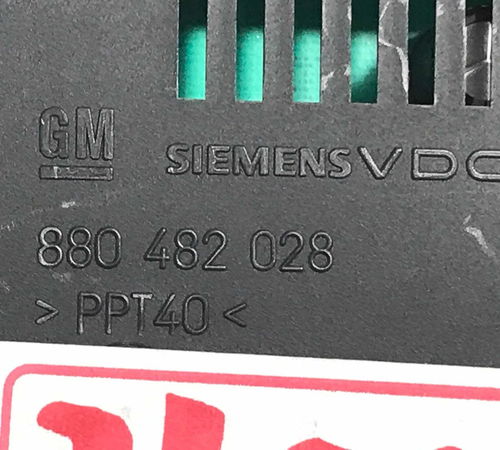 GM
SIEMENS VDO
880 482 028
> PPT40 <